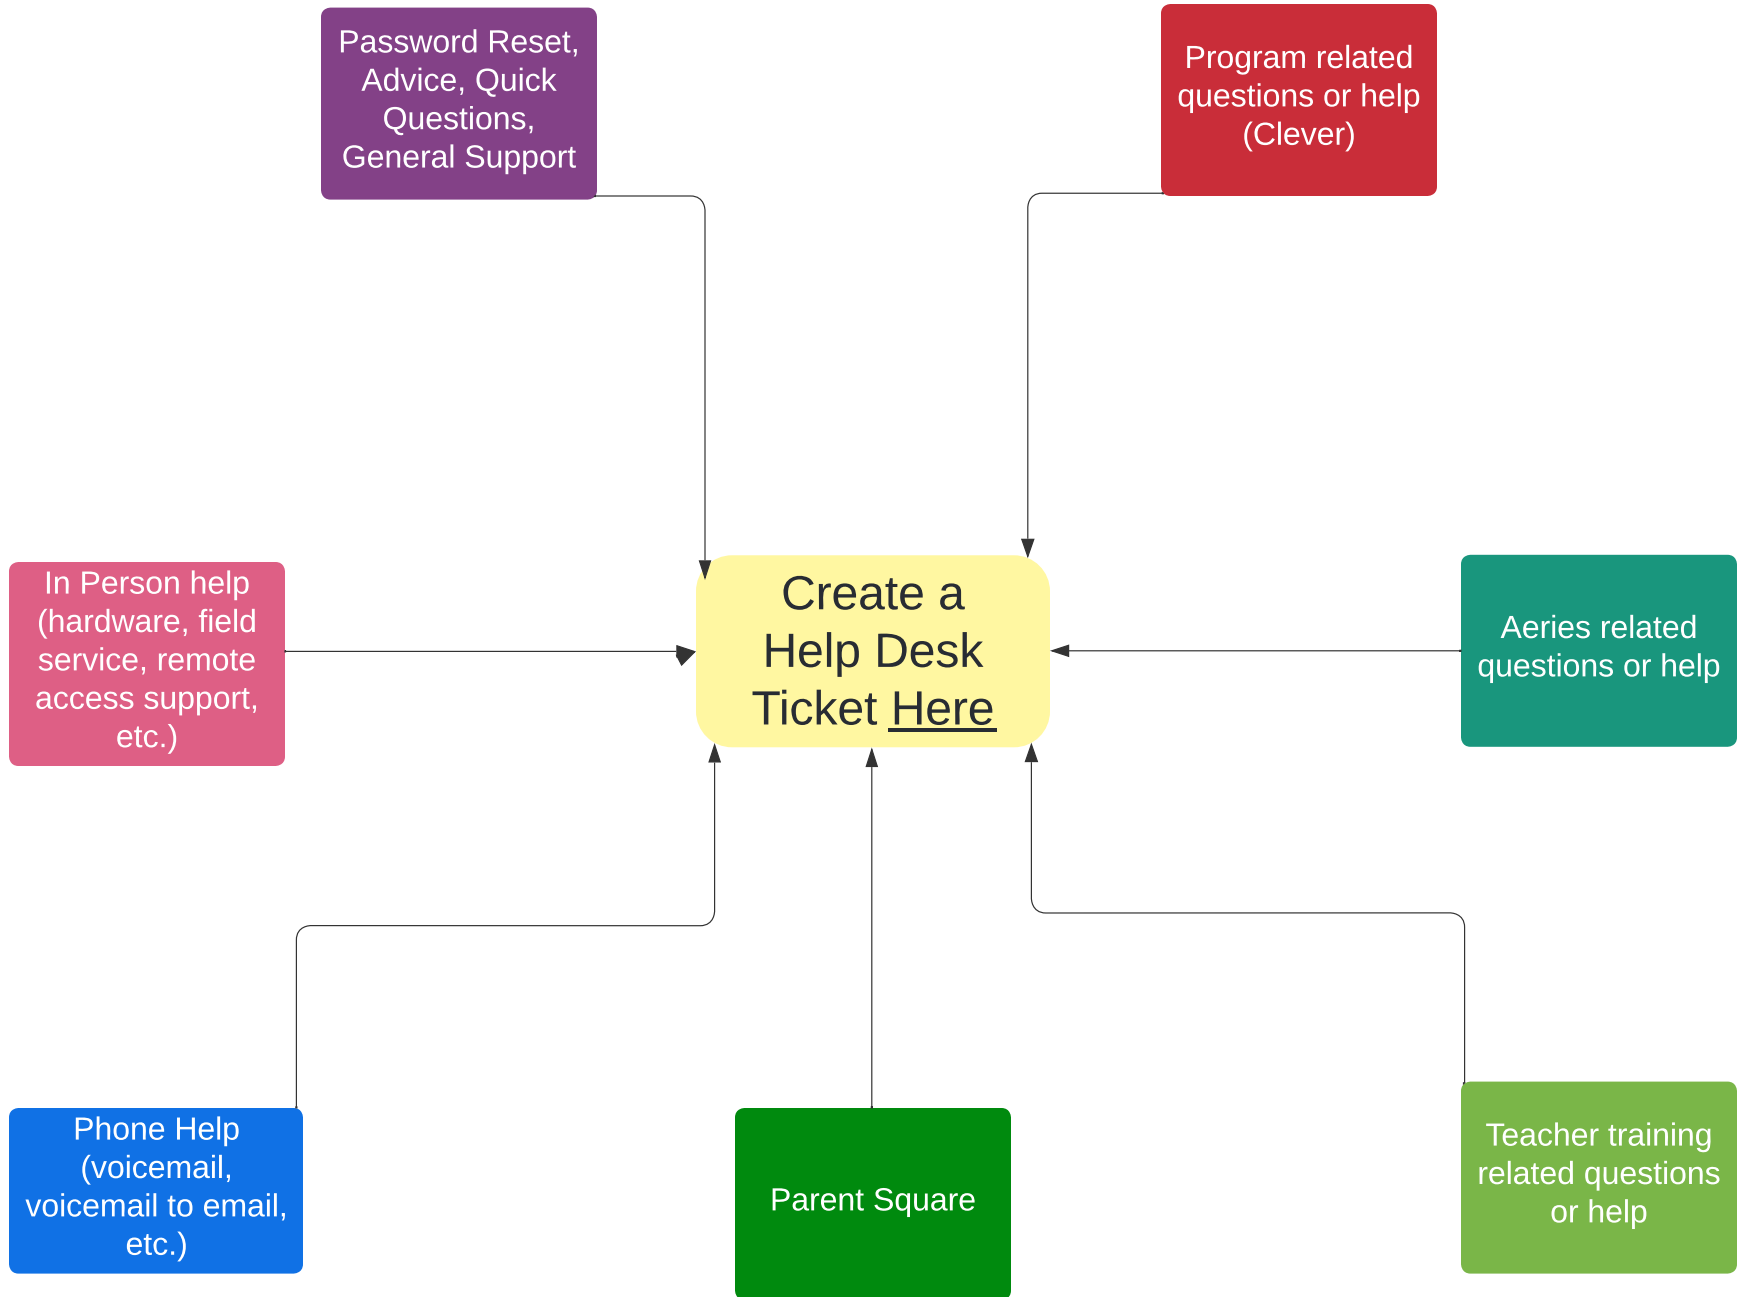 Password Reset,
Advice, Quick
Questions,
General Support
Program related
questions or help
(Clever)
In Person help
(hardware, field
service, remote
access support,
etc.)
Create a
Help Desk
Ticket Here
Aeries related
questions or help
Phone Help
(voicemail,
voicemail to email,
etc.)
Parent Square
Teacher training
related questions
or help